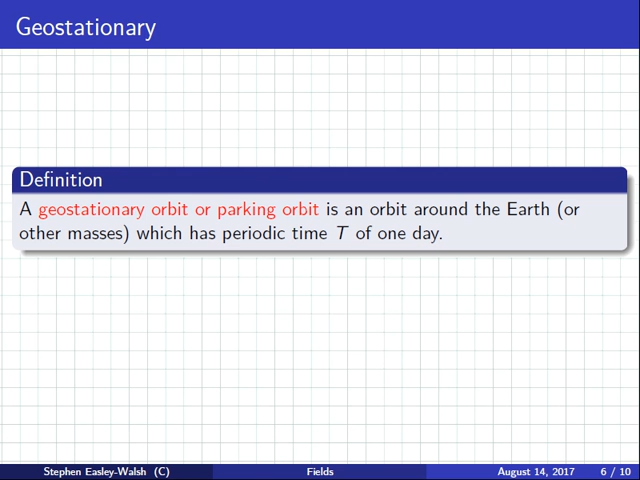 Geostationary
Definition
A geostationary orbit or parking orbit is an orbit around the Earth (or
other masses) which has periodic time T of one day.
Stephen Easley-Walsh (C) Fields August 14, 2017 6 / 10